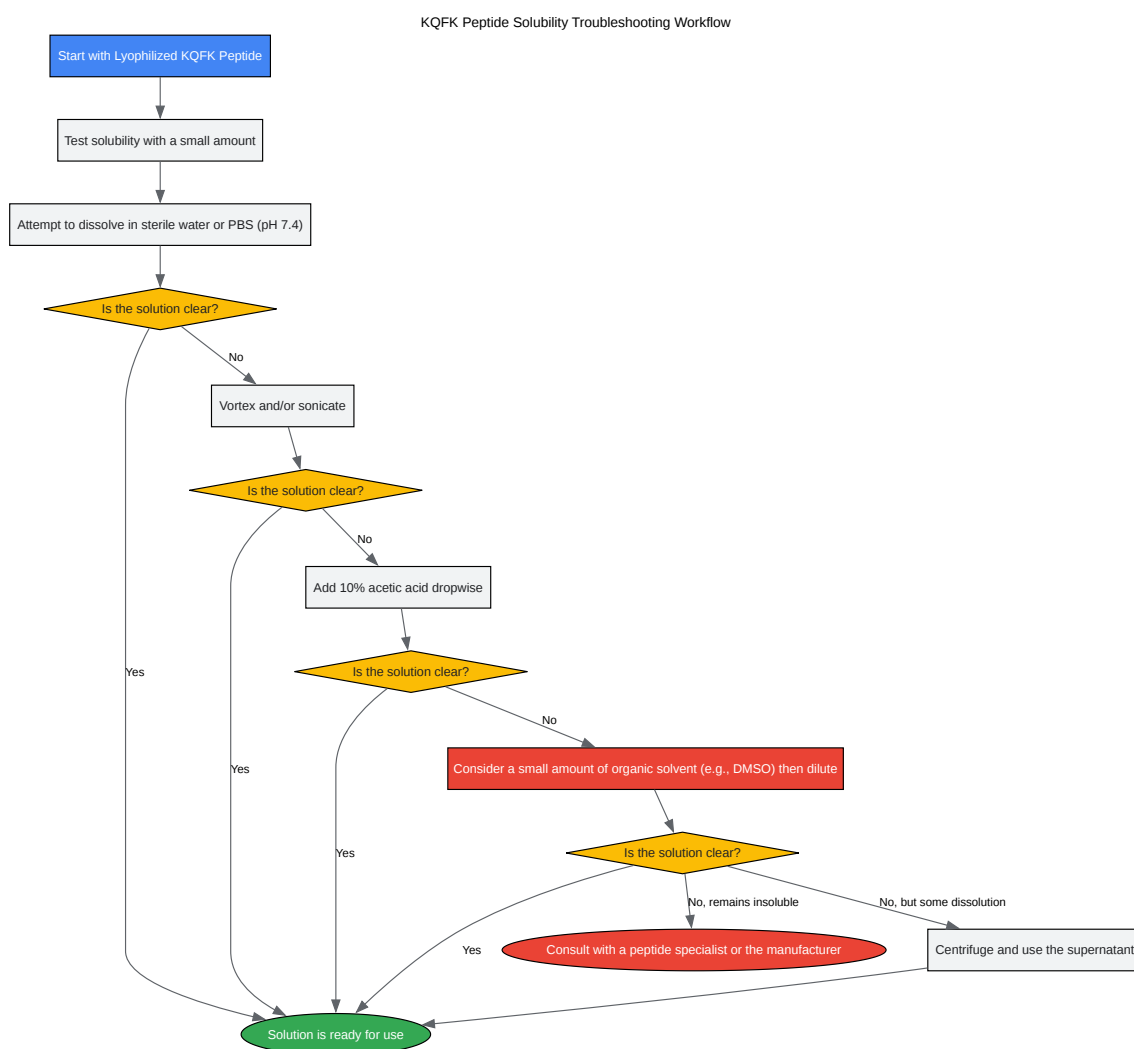 KQFK Peptide Solubility Troubleshooting Workflow
Start with Lyophilized KQFK Peptide
Test solubility with a small amount
Attempt to dissolve in sterile water or PBS (pH 7.4)
Is the solution clear?
No
Vortex and/or sonicate
Is the solution clear?
No
Add 10% acetic acid dropwise
Yes
Is the solution clear?
No
Yes
Consider a small amount of organic solvent (e.g., DMSO) then dilute
Yes
Is the solution clear?
No, remains insoluble
No, but some dissolution
Yes
Consult with a peptide specialist or the manufacturer
Centrifuge and use the supernatant
Solution is ready for use